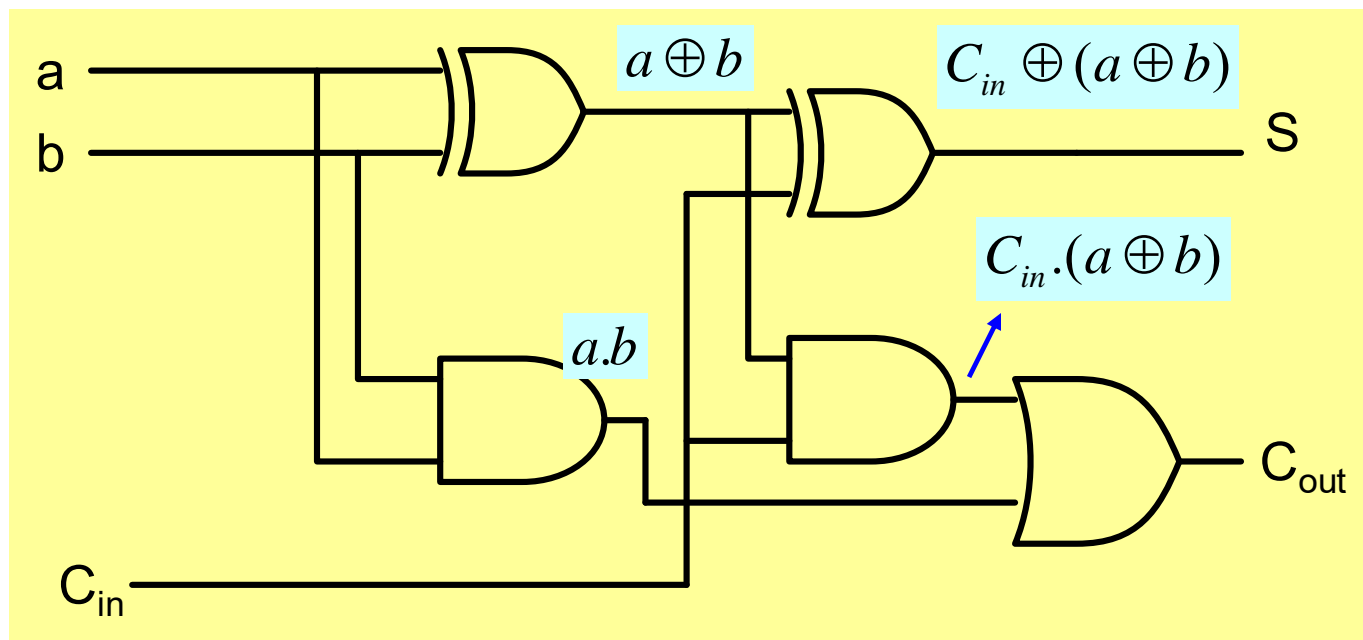 a
b
a ⊕ b
C_in ⊕ (a ⊕ b)
S
C_in.(a ⊕ b)
a.b
C_out
C_in